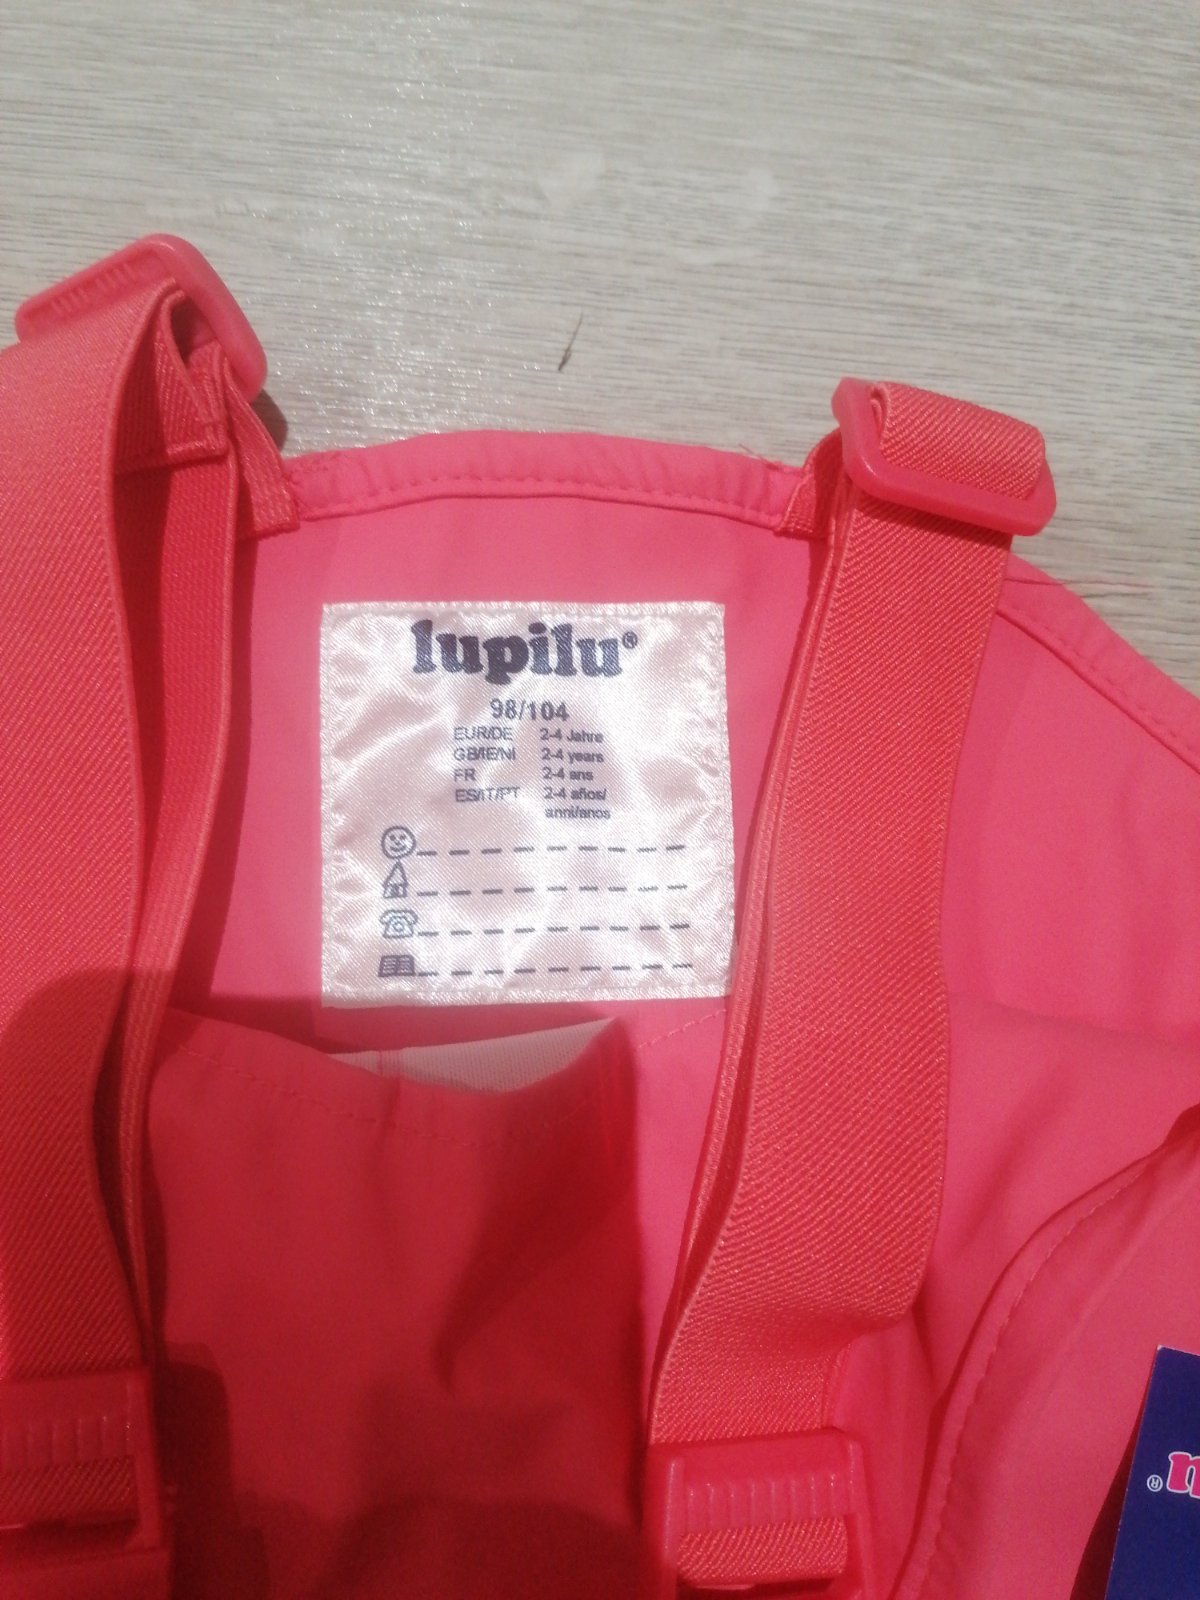 lupilu®
98/104
EUR/DE 2-4 Jahre
GB/IE/NI 2-4 years
FR 2-4 ans
ES/IT/PT 2-4 años/
anni/anos